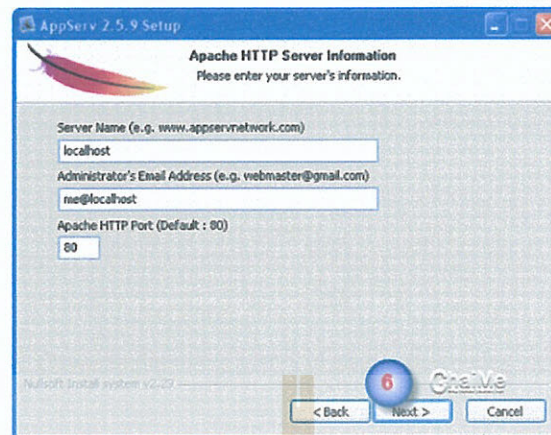 AppServ 2.5.9 Setup
Apache HTTP Server Information
Please enter your server's information.
Server Name (e.g. www.appservnetwork.com)
localhost
Administrator's Email Address (e.g. webmaster@gmail.com)
me@localhost
Apache HTTP Port (Default : 80)
80
Nullsoft Install system v2.29
6
ChaiMe
< Back
Next >
Cancel